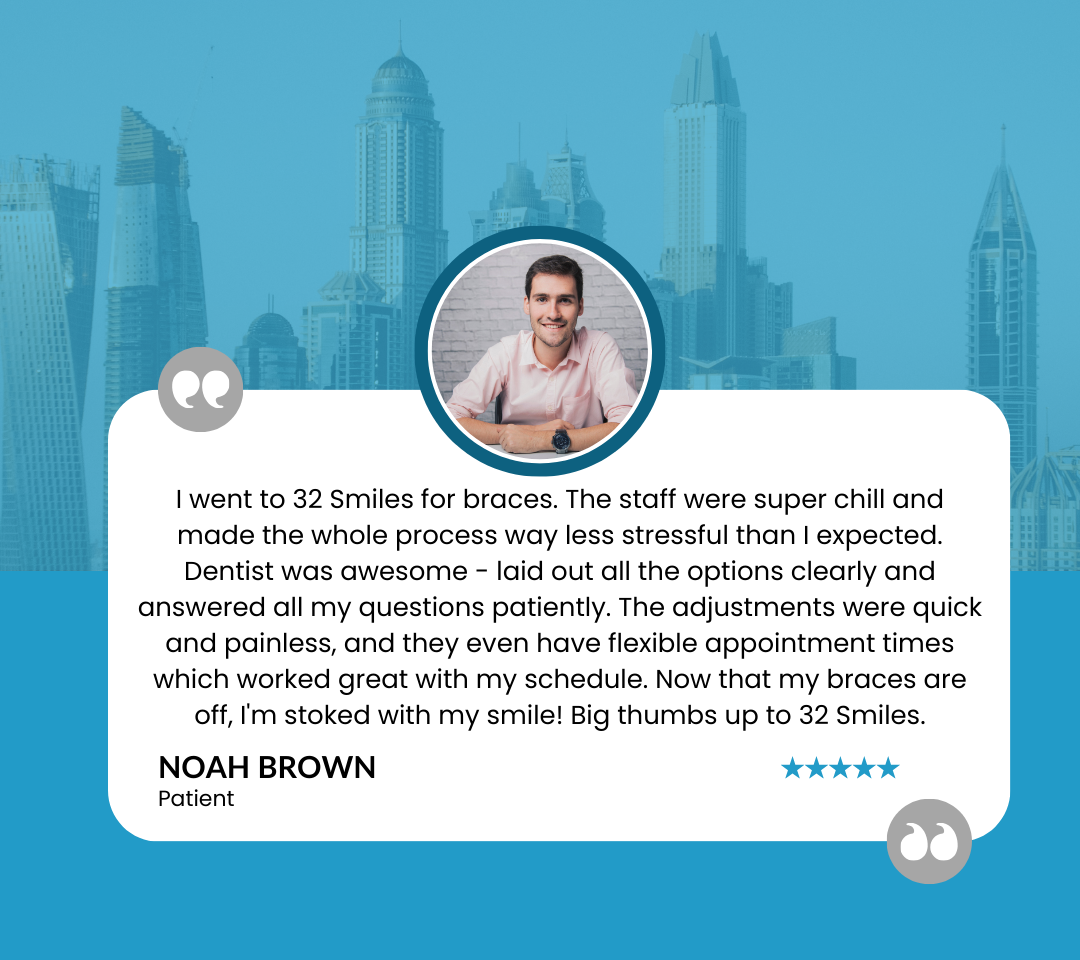 I went to 32 Smiles for braces. The staff were super chill and
made the whole process way less stressful than I expected.
Dentist was awesome - laid out all the options clearly and
answered all my questions patiently. The adjustments were quick
and painless, and they even have flexible appointment times
which worked great with my schedule. Now that my braces are
off, I'm stoked with my smile! Big thumbs up to 32 Smiles.
NOAH BROWN
Patient